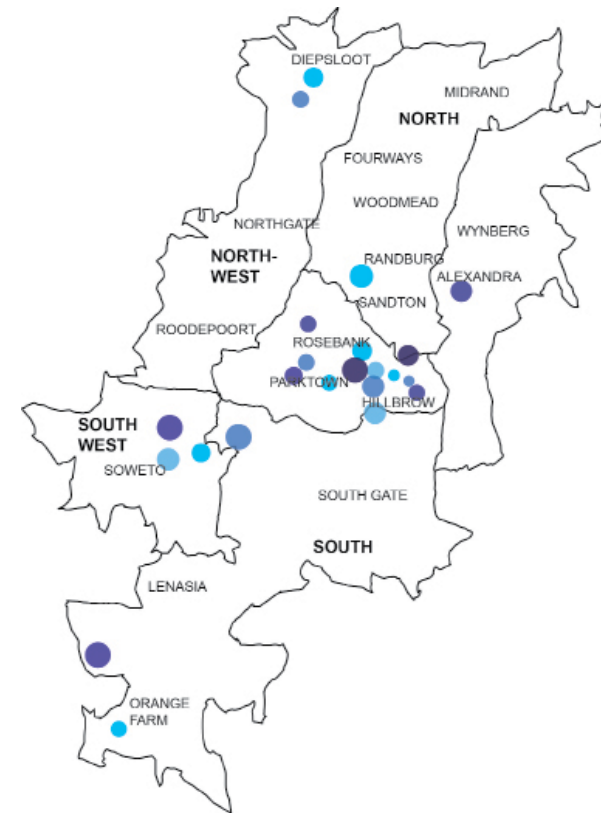 DIEPSLOOT
MIDRAND
NORTH
FOURWAYS
WOODMEAD
NORTHGATE
WYNBERG
NORTH-
WEST
RANDBURG
ALEXANDRA
SANDTON
ROODEPOORT
ROSEBANK
PARKTOWN
HILLBROW
SOUTH
WEST
SOWETO
SOUTH GATE
SOUTH
LENASIA
ORANGE
FARM